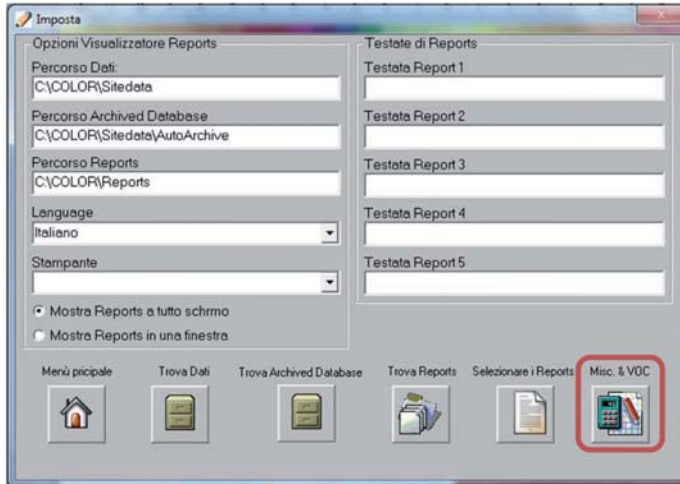 Imposta
Opzioni Visualizzatore Reports
Percorso Dati:
C:\COLOR\Sitedata
Percorso Archived Database
C:\COLOR\Sitedata\AutoArchive
Percorso Reports
C:\COLOR\Reports
Language
Italiano
Stampante
Mostra Reports a tutto schrmo
Mostra Reports in una finestra
Testate di Reports
Testata Report 1
Testata Report 2
Testata Report 3
Testata Report 4
Testata Report 5
Menù pricipale
Trova Dati
Trova Archived Database
Trova Reports
Selezionare i Reports
Misc. & VOC